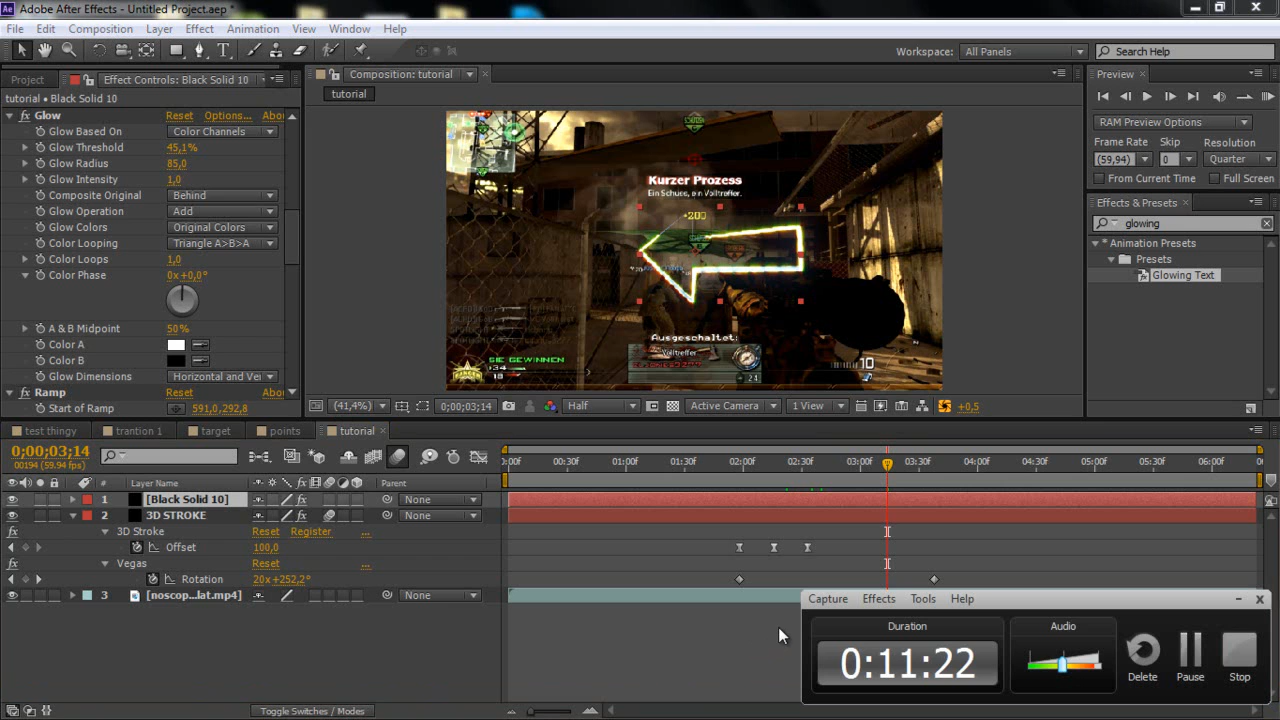 Adobe After Effects - Untitled Project.aep *
File Edit Composition Layer Effect Animation View Window Help
Workspace: All Panels
Search Help
Project
Effect Controls: Black Solid 10
tutorial • Black Solid 10
Glow Reset Options... Abo
Glow Based On Color Channels
Glow Threshold 45,1%
Glow Radius 85,0
Glow Intensity 1,0
Composite Original Behind
Glow Operation Add
Glow Colors Original Colors
Color Looping Triangle A>B>A
Color Loops 1,0
Color Phase 0x+0,0°
A & B Midpoint 50%
Color A
Color B
Glow Dimensions Horizontal and Ver
Ramp Reset Abo
Start of Ramp 591,0, 292,8
Composition: tutorial
tutorial
Kurzer Prozess
Ein Schuss, ein Volltreffer.
+200
Ausgeschaltet:
Volltreffer
24
SIE GEWINNEN
+34
18
10
(41,4%)
0;00;03;14
Half
Active Camera
1 View
+0,5
Preview
RAM Preview Options
Frame Rate Skip Resolution
(59,94) 0 Quarter
From Current Time Full Screen
Effects & Presets
glowing
* Animation Presets
Presets
Glowing Text
test thingy trantion 1 target points tutorial
0;00;03;14
00194 (59.94 fps)
# Layer Name Parent
:00f 00:30f 01:00f 01:30f 02:00f 02:30f 03:00f 03:30f 04:00f 04:30f 05:00f 05:30f 06:00f
1 [Black Solid 10] None
2 3D STROKE None
3D Stroke Reset Register ...
Offset 100,0
Vegas Reset ...
Rotation 20x+252,2°
3 [noscop...lat.mp4] None
Toggle Switches / Modes
Capture Effects Tools Help
Duration
0:11:22
Audio
Delete
Pause
Stop